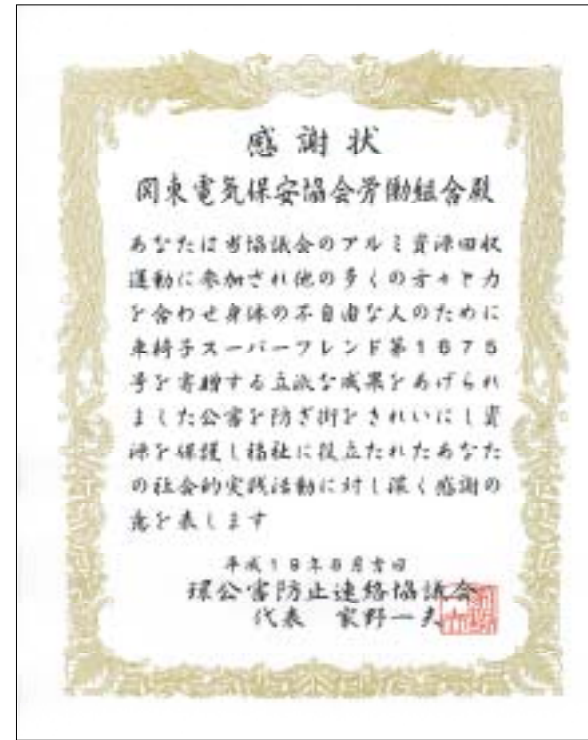 感謝状
関東電気保安協会労働組合殿
あなたは当協議会のアルミ資源回収
運動に参加され他の多くの方々と力
を合わせ身体の不自由な人のために
車椅子スーパーフレンド第1675
号を寄贈する立派な成果をあげられ
ました公害を防ぎ街をきれいにし資
源を保護し福祉に役立たれたあなた
の社会的実践活動に対し深く感謝の
意を表します
平成19年6月吉日
環公害防止連絡協議会
代表 家野一夫